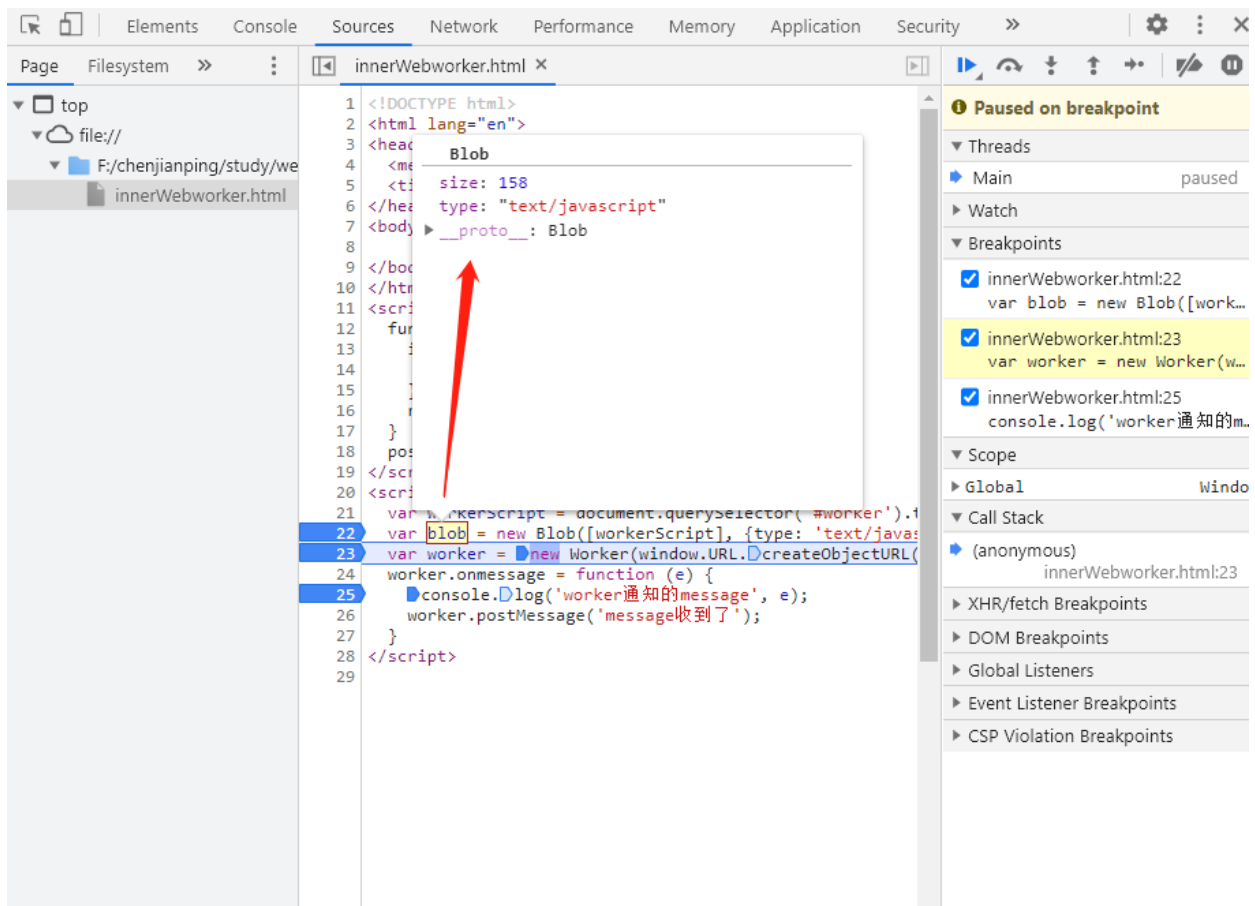 Elements Console Sources Network Performance Memory Application Security »
Page Filesystem »
innerWebworker.html ×
top
file://
F:/chenjianping/study/we
innerWebworker.html
1 <!DOCTYPE html>
2 <html lang="en">
3 <head
4 <me
5 <ti
6 </hea
7 <body
8
9 </bod
10 </htm
11 <scri
12 fun
13 i
14
15 }
16 r
17 }
18 pos
19 </scr
20 <scri
21 var workerScript = document.querySelector('#worker').t
22 var blob = new Blob([workerScript], {type: 'text/javas
23 var worker = new Worker(window.URL.createObjectURL(
24 worker.onmessage = function (e) {
25 console.log('worker通知的message', e);
26 worker.postMessage('message收到了');
27 }
28 </script>
29
Blob
size: 158
type: "text/javascript"
__proto__: Blob
Paused on breakpoint
Threads
Main paused
Watch
Breakpoints
innerWebworker.html:22
var blob = new Blob([work…
innerWebworker.html:23
var worker = new Worker(w…
innerWebworker.html:25
console.log('worker通知的m…
Scope
Global Windo
Call Stack
(anonymous)
innerWebworker.html:23
XHR/fetch Breakpoints
DOM Breakpoints
Global Listeners
Event Listener Breakpoints
CSP Violation Breakpoints